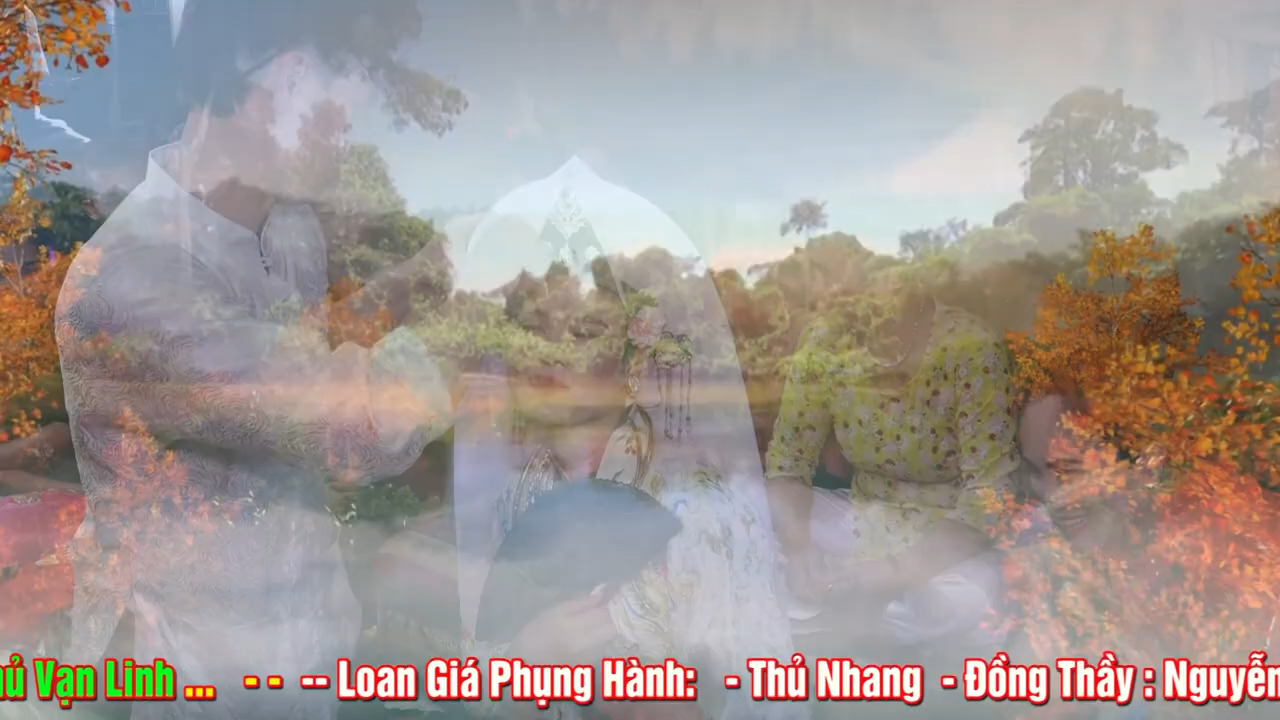 ủ Vạn Linh ... - - -- Loan Giá Phụng Hành: - Thủ Nhang - Đồng Thầy : Nguyễn